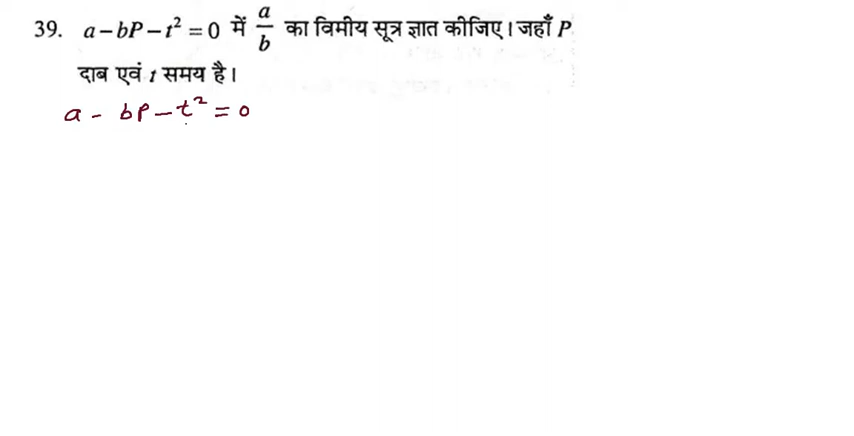 39. a – bP – t² = 0 में a/b का विमीय सूत्र ज्ञात कीजिए। जहाँ P
दाब एवं t समय है।
a - bP - t² = 0